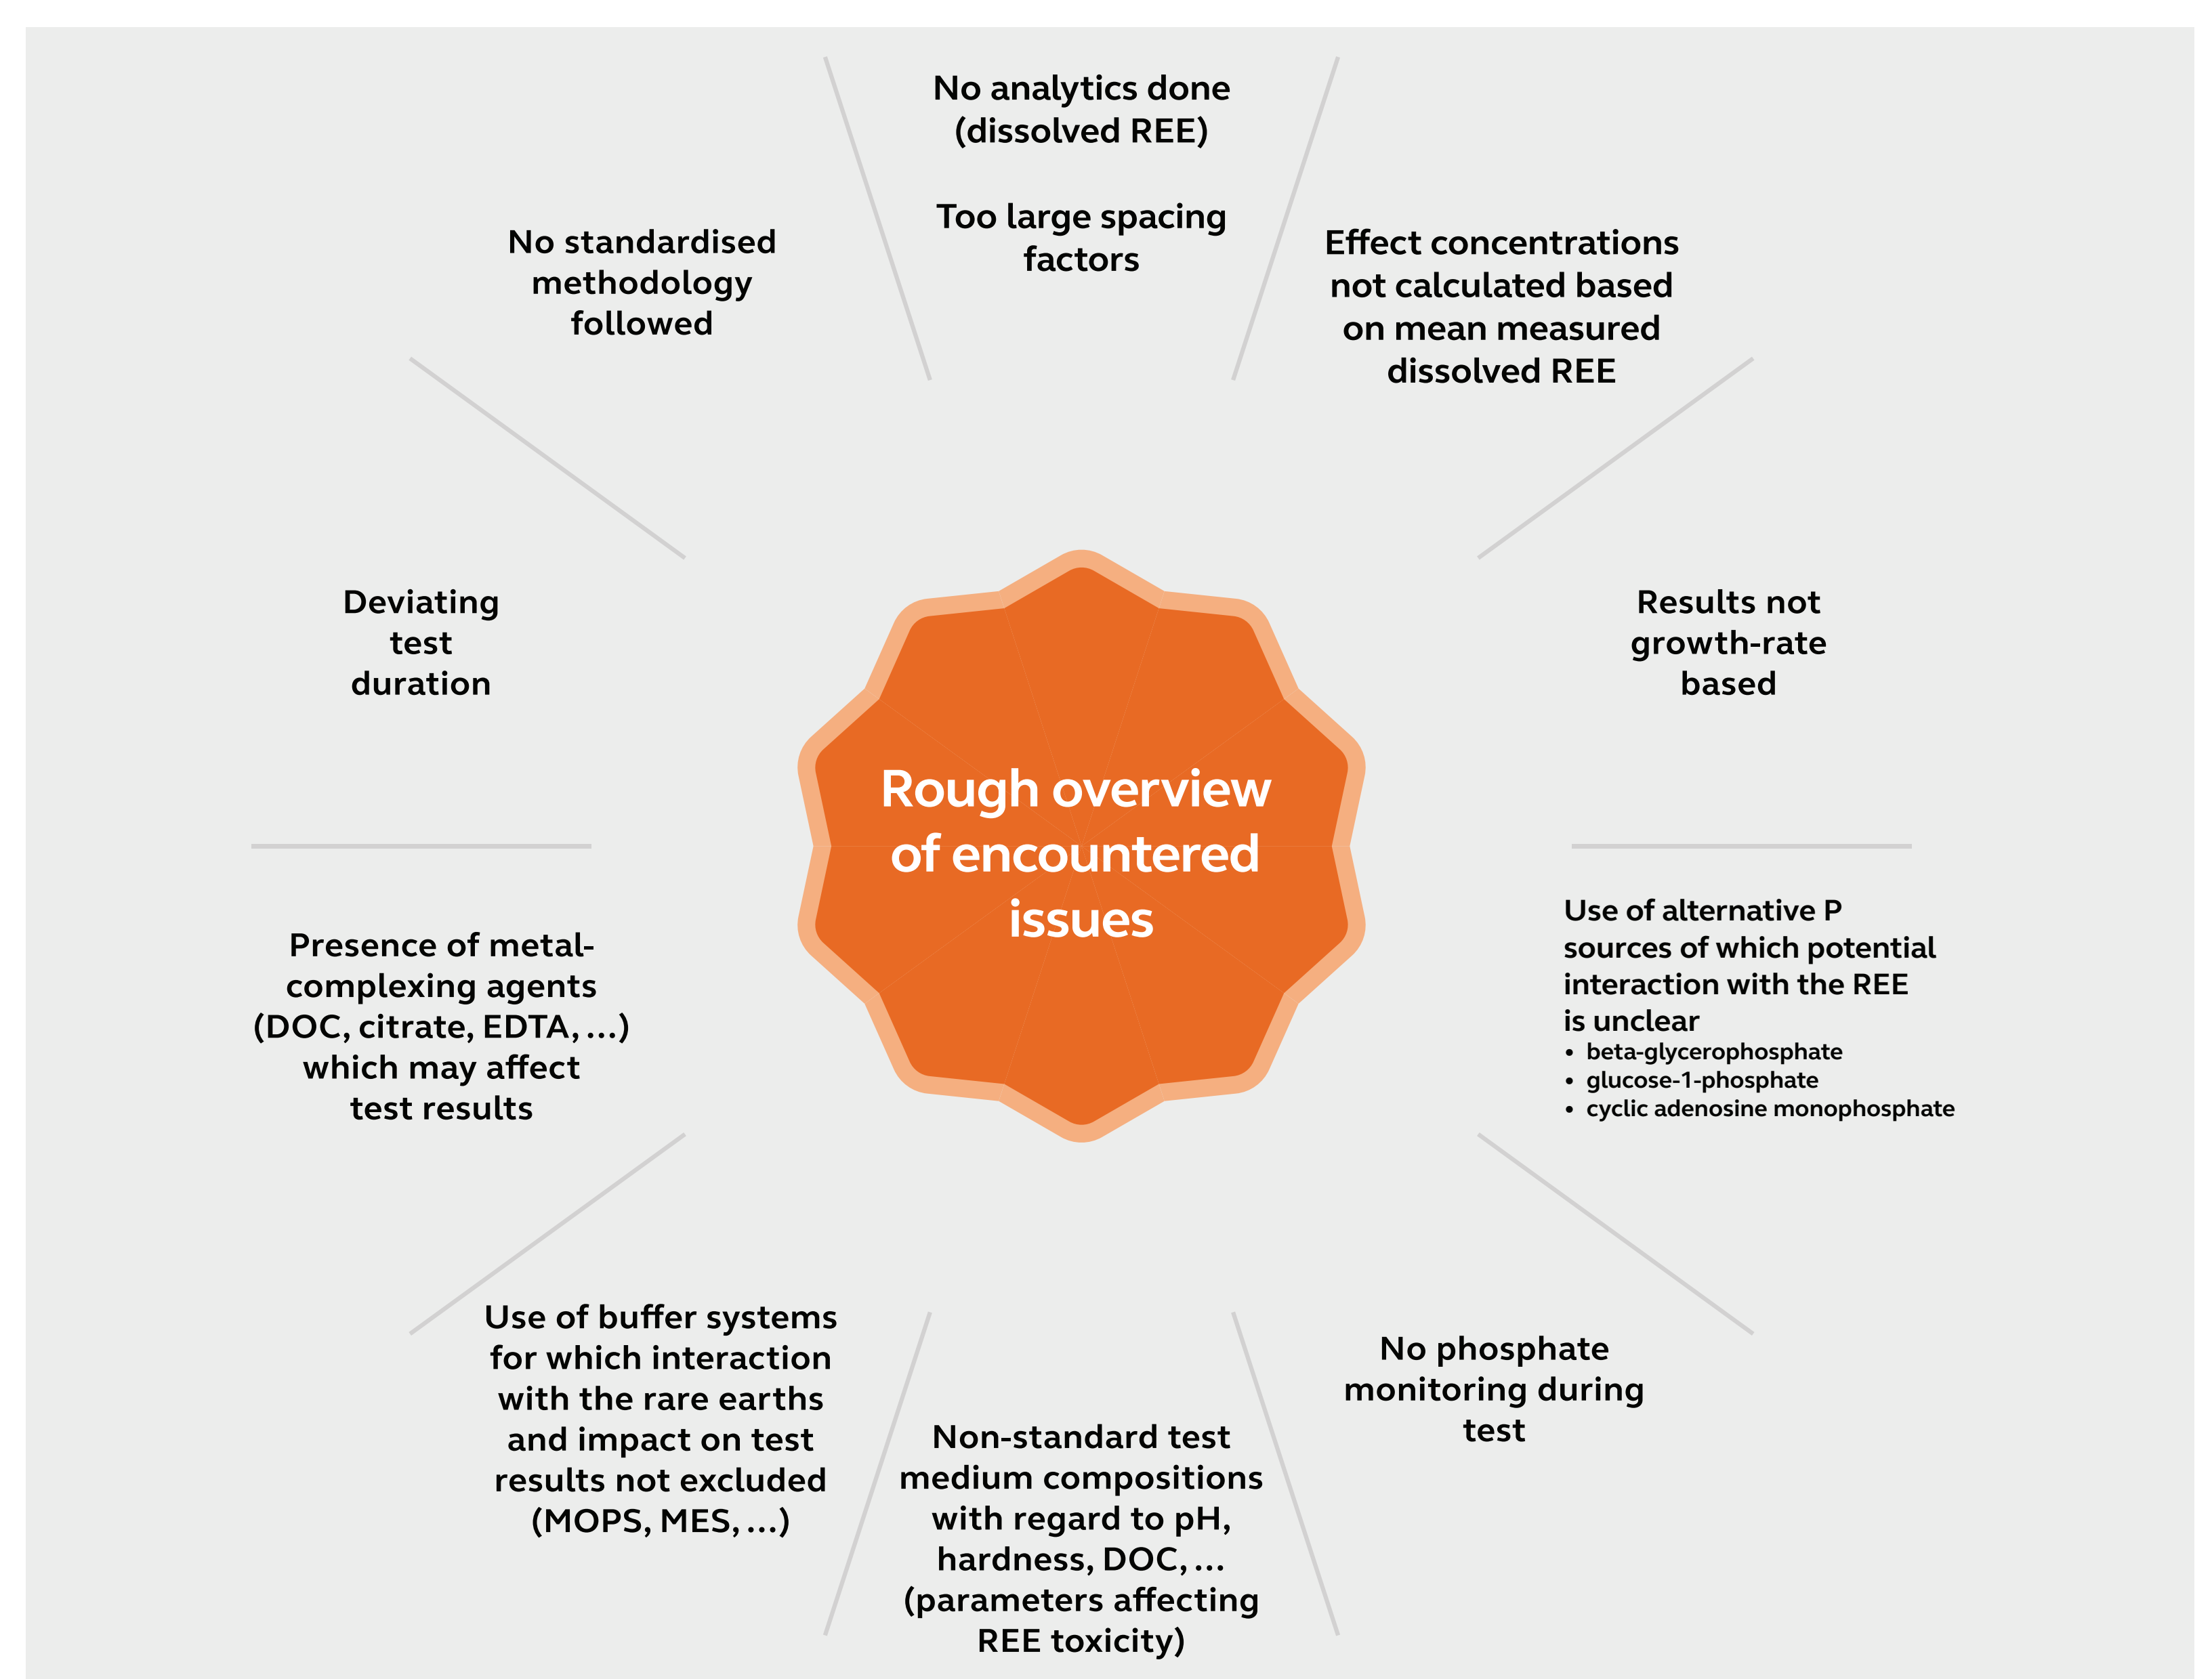 No analytics done
(dissolved REE)
Too large spacing
factors
Effect concentrations
not calculated based
on mean measured
dissolved REE
Results not
growth-rate
based
Use of alternative P
sources of which potential
interaction with the REE
is unclear
• beta-glycerophosphate
• glucose-1-phosphate
• cyclic adenosine monophosphate
No phosphate
monitoring during
test
Non-standard test
medium compositions
with regard to pH,
hardness, DOC, ...
(parameters affecting
REE toxicity)
Use of buffer systems
for which interaction
with the rare earths
and impact on test
results not excluded
(MOPS, MES, ...)
Presence of metal-
complexing agents
(DOC, citrate, EDTA, ...)
which may affect
test results
Deviating
test
duration
No standardised
methodology
followed
Rough overview
of encountered
issues